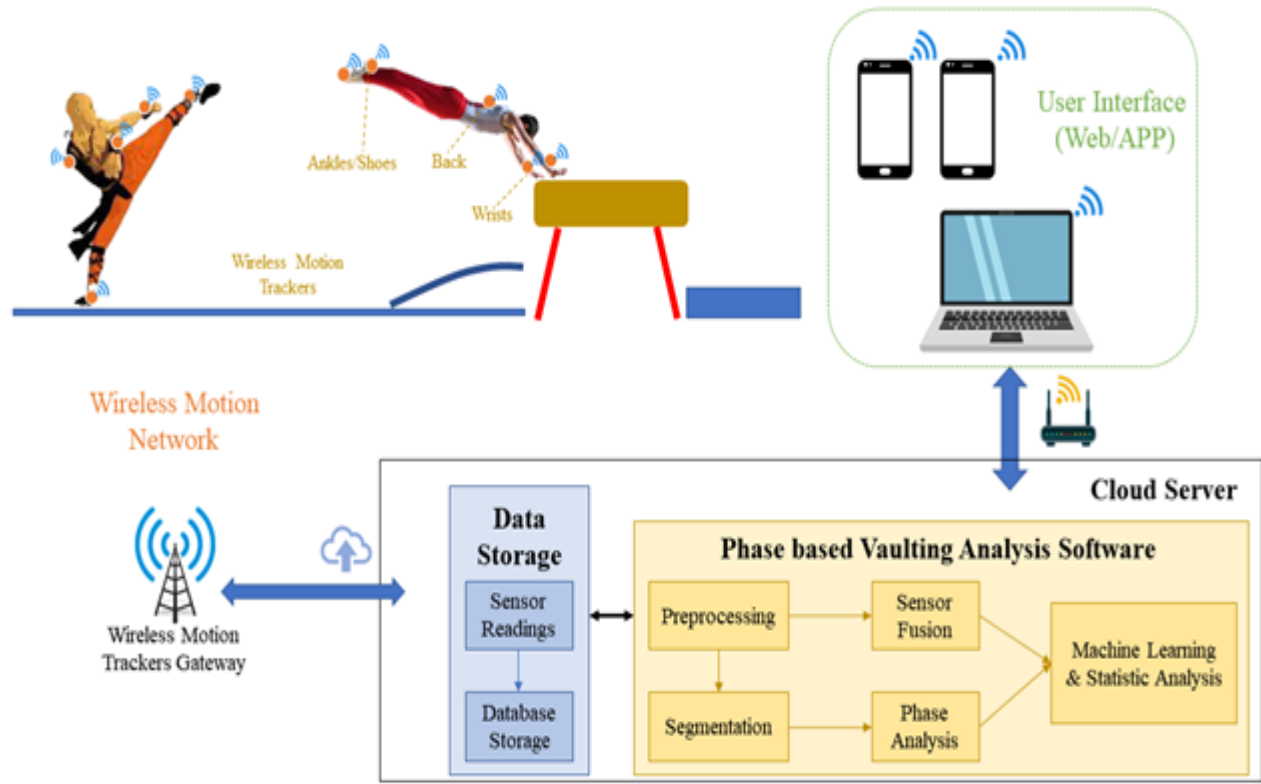 User Interface
(Web/APP)
Ankles/Shoes
Back
Wrists
Wireless Motion
Trackers
Wireless Motion
Network
Cloud Server
Data
Storage
Sensor
Readings
Database
Storage
Phase based Vaulting Analysis Software
Preprocessing
Sensor
Fusion
Machine Learning
& Statistic Analysis
Segmentation
Phase
Analysis
Wireless Motion
Trackers Gateway